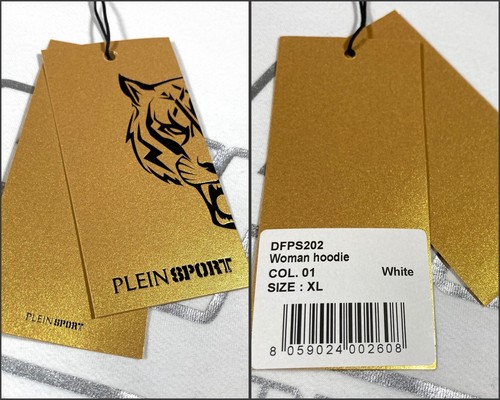 PLEIN SPORT
PLEIN SPORT
DFPS202
Woman hoodie
COL. 01 White
SIZE : XL
8 059024 002608